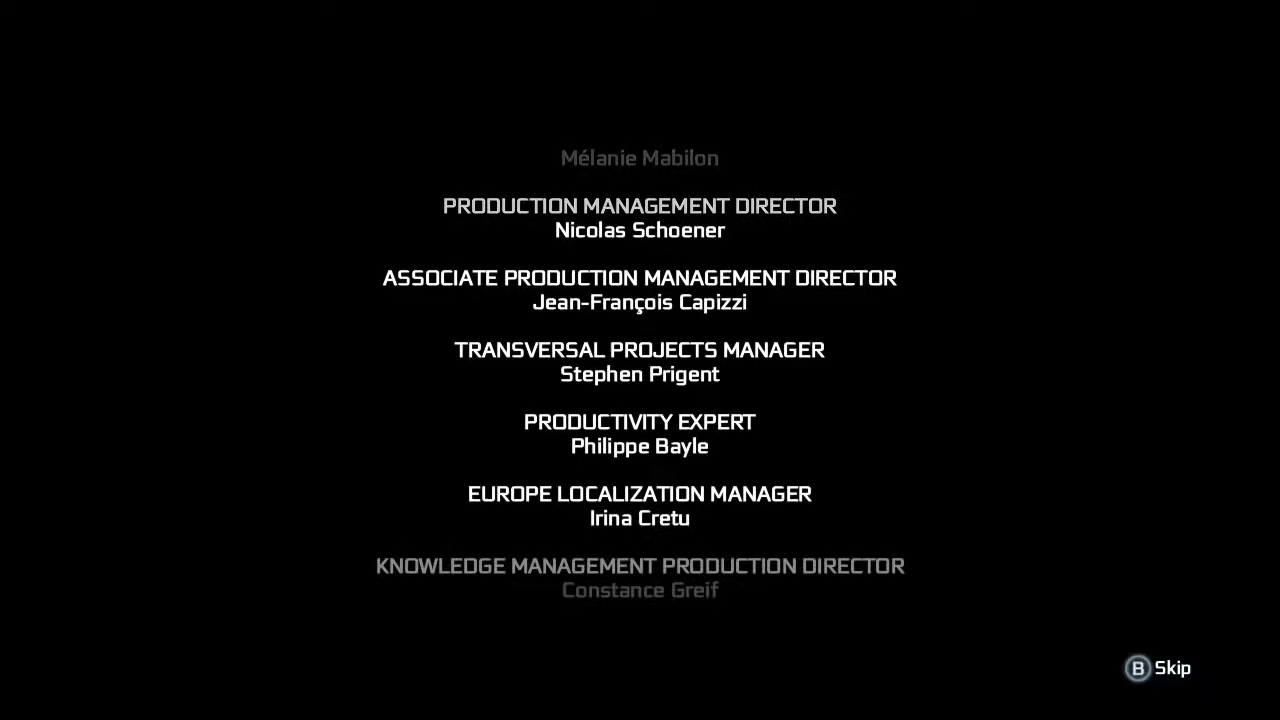 Mélanie Mabilon
PRODUCTION MANAGEMENT DIRECTOR
Nicolas Schoener
ASSOCIATE PRODUCTION MANAGEMENT DIRECTOR
Jean-François Capizzi
TRANSVERSAL PROJECTS MANAGER
Stephen Prigent
PRODUCTIVITY EXPERT
Philippe Bayle
EUROPE LOCALIZATION MANAGER
Irina Cretu
KNOWLEDGE MANAGEMENT PRODUCTION DIRECTOR
Constance Greif
B Skip